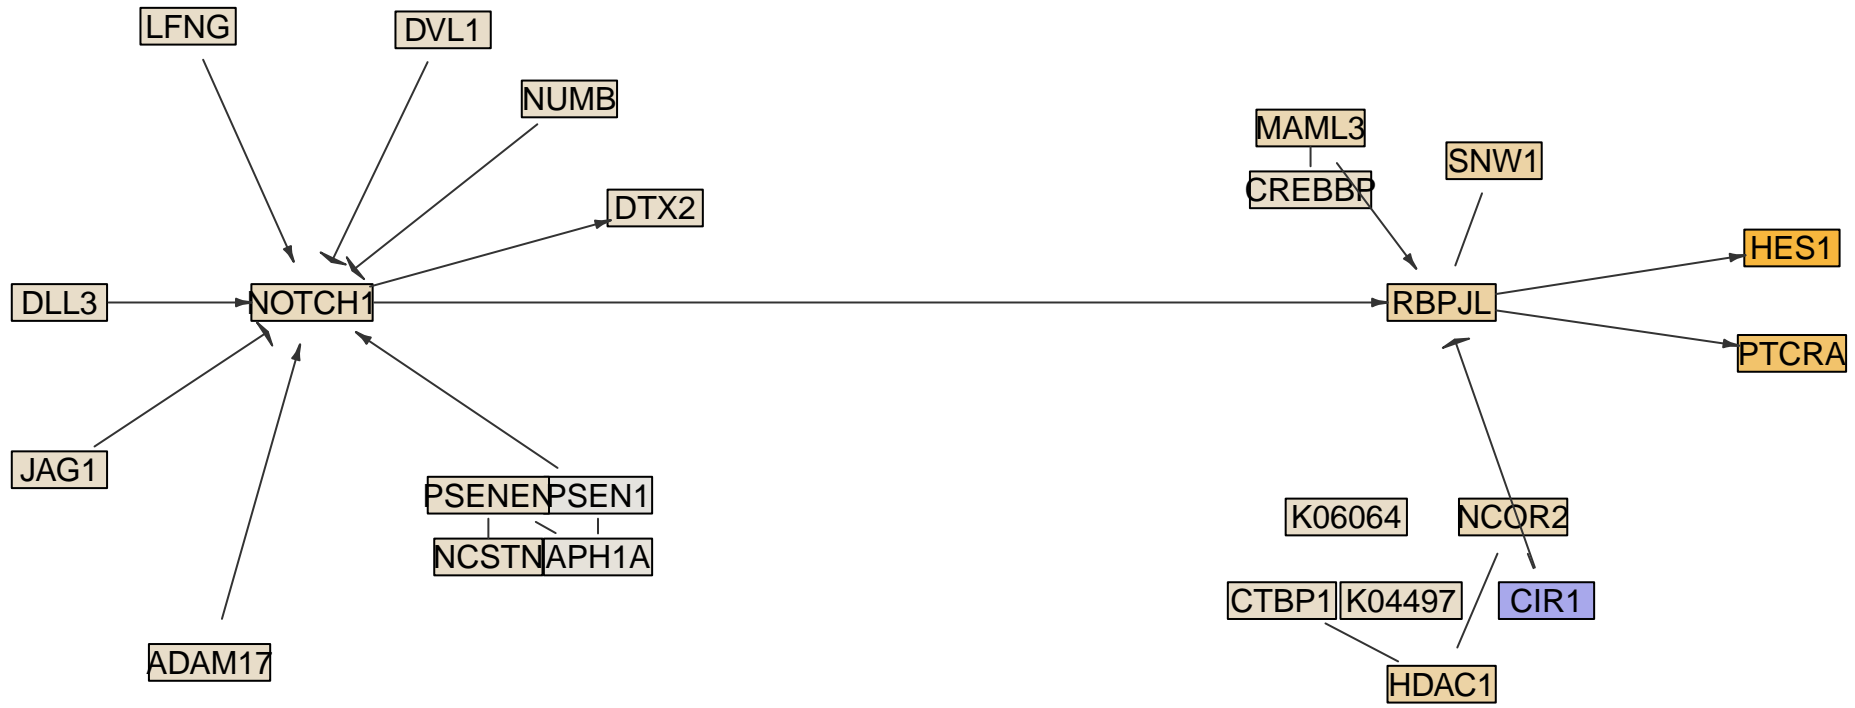 LFNG
DVL1
NUMB
MAML3
SNW1
CREBBP
DTX2
HES1
DLL3
NOTCH1
RBPJL
PTCRA
JAG1
PSENEN
PSEN1
K06064
NCOR2
NCSTN
APH1A
CTBP1
K04497
CIR1
ADAM17
HDAC1